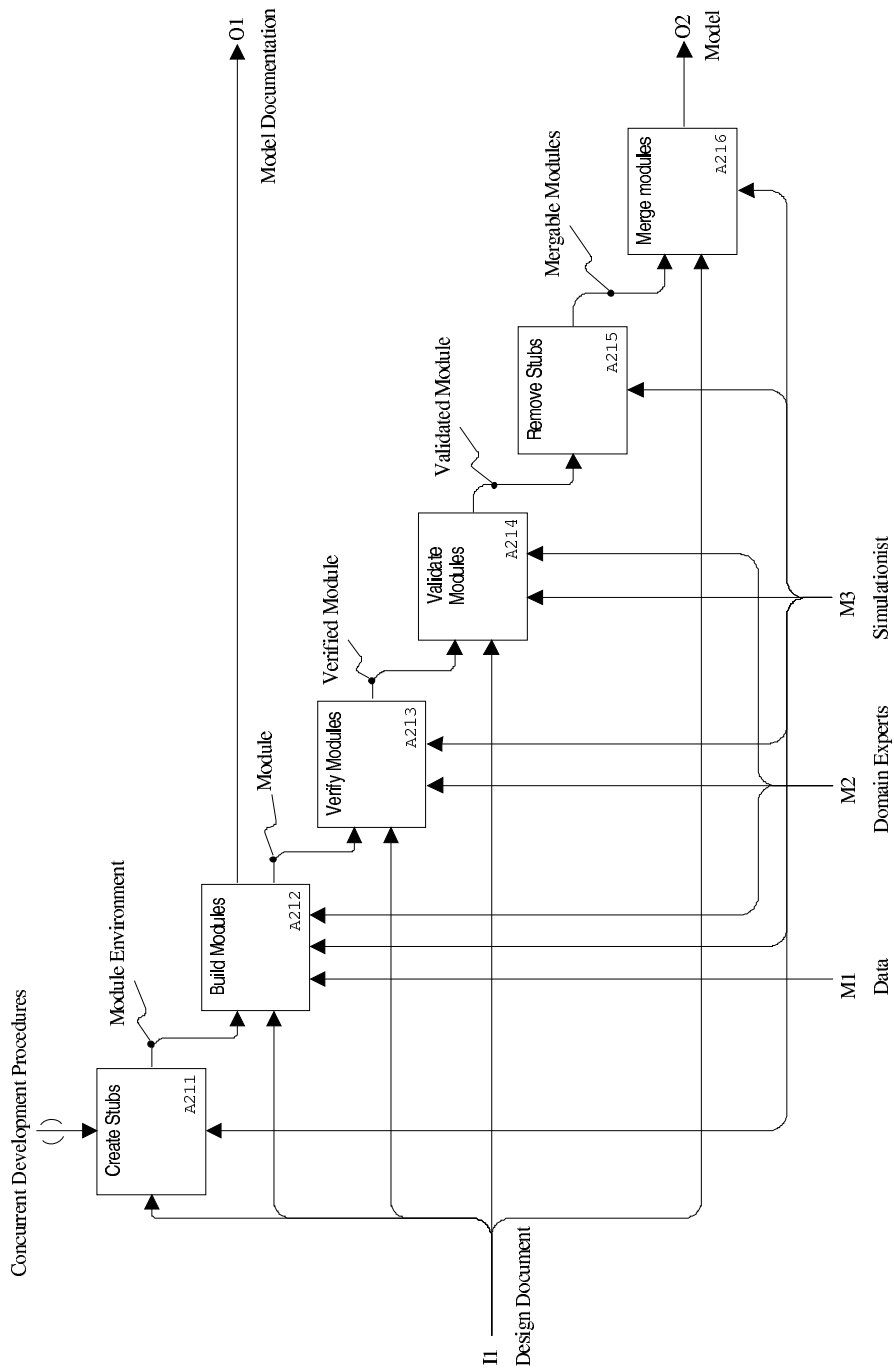 Concurrent Development Procedures
Create Stubs
A211
Module Environment
Build Modules
A212
Module
Verify Modules
A213
Verified Module
Validate
Modules
A214
Validated Module
Remove Stubs
A215
Mergable Modules
Merge modules
A216
O1
Model Documentation
O2
Model
I1
Design Document
M1
Data
M2
Domain Experts
M3
Simulationist